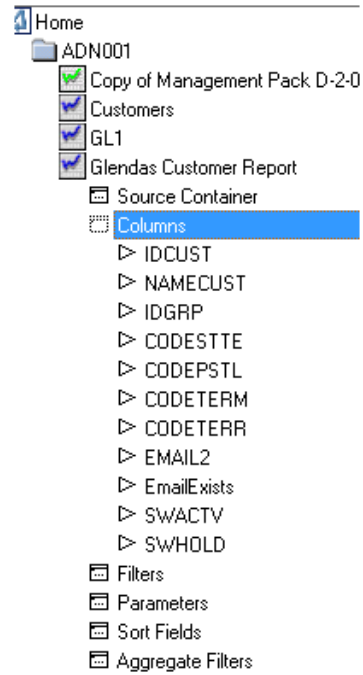 Home
ADN001
Copy of Management Pack D-2-0
Customers
GL1
Glendas Customer Report
Source Container
Columns
IDCUST
NAMECUST
IDGRP
CODESTTE
CODEPSTL
CODETERM
CODETERR
EMAIL2
EmailExists
SWACTV
SWHOLD
Filters
Parameters
Sort Fields
Aggregate Filters